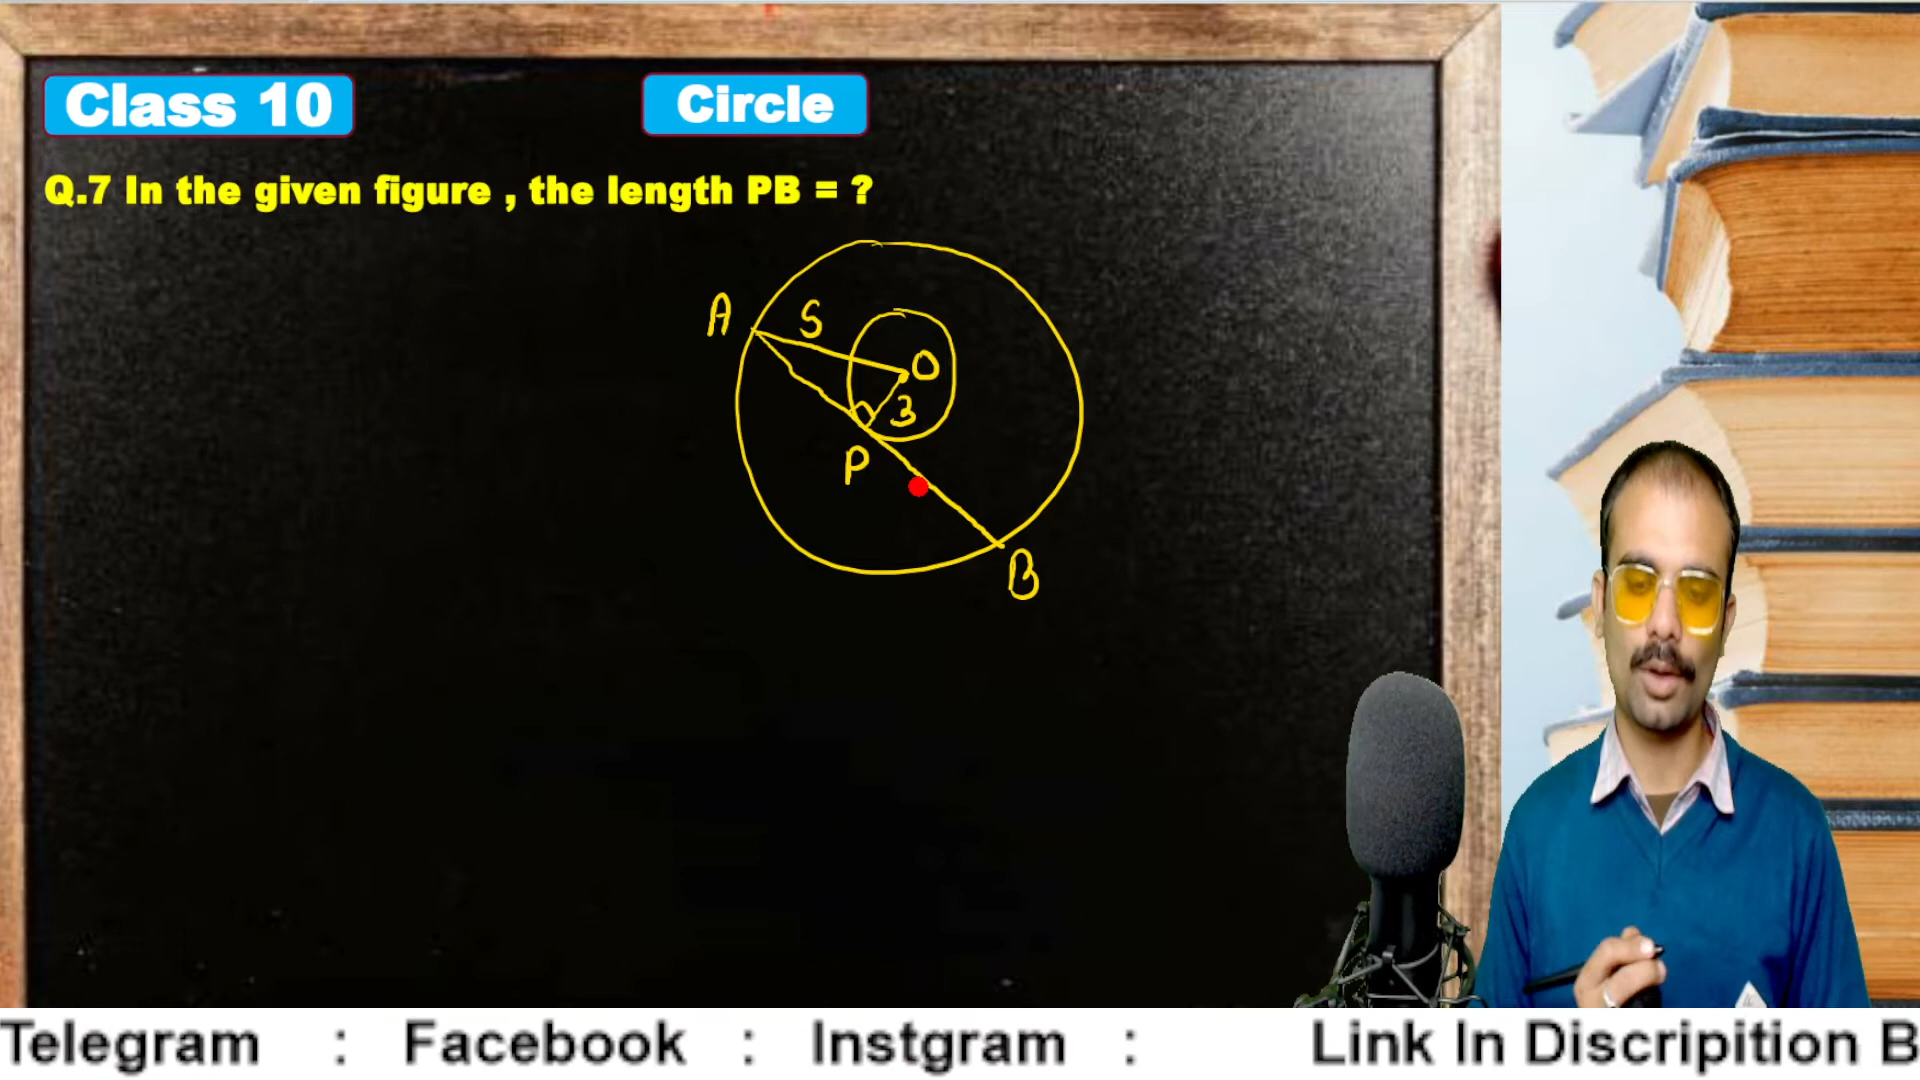 Class 10
Circle
Q.7 In the given figure , the length PB = ?
A
5
O
3
P
B
Telegram : Facebook : Instgram : Link In Discripition B